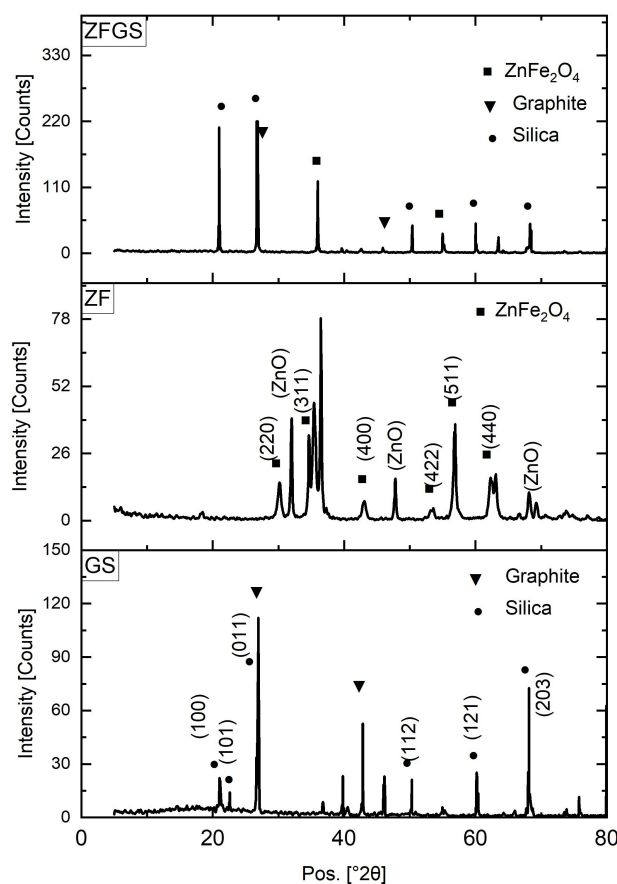 ZFGS
330
220
110
0
Intensity [Counts]
ZnFe₂O₄
Graphite
Silica
ZF
78
52
26
0
Intensity [Counts]
ZnFe₂O₄
(220)
(ZnO)
(311)
(400)
(ZnO)
(422)
(511)
(440)
(ZnO)
GS
150
120
90
60
30
0
Intensity [Counts]
Graphite
Silica
(100)
(101)
(011)
(112)
(121)
(203)
0 20 40 60 80
Pos. [°2θ]